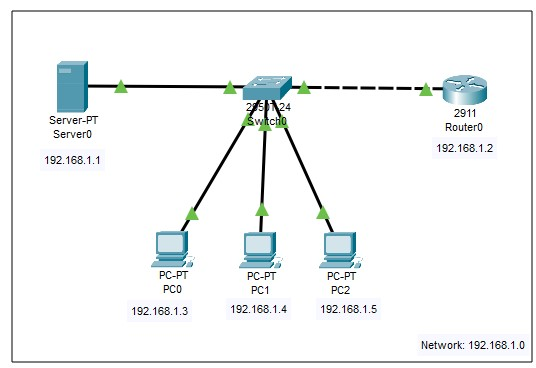 Server-PT
Server0
192.168.1.1
Switch0
2911
Router0
192.168.1.2
PC-PT
PC0
192.168.1.3
PC-PT
PC1
192.168.1.4
PC-PT
PC2
192.168.1.5
Network: 192.168.1.0